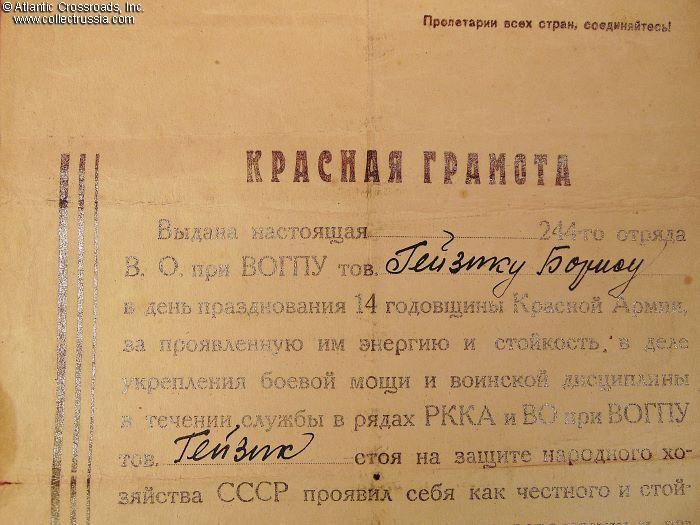 © Atlantic Crossroads, Inc.
www.collectrussia.com
Пролетарии всех стран, соединяйтесь!
КРАСНАЯ ГРАМОТА
Выдана настоящая 244-го отряда
В. О. при ВОГПУ тов. Гейзику Борису
в день празднования 14 годовщины Красной Армии,
за проявленную им энергию и стойкость, в деле
укрепления боевой мощи и воинской дисциплины
в течении службы в рядах РККА и ВО при ВОГПУ
тов. Гейзик стоя на защите народного хо-
зяйства СССР проявил себя как честного и стой-